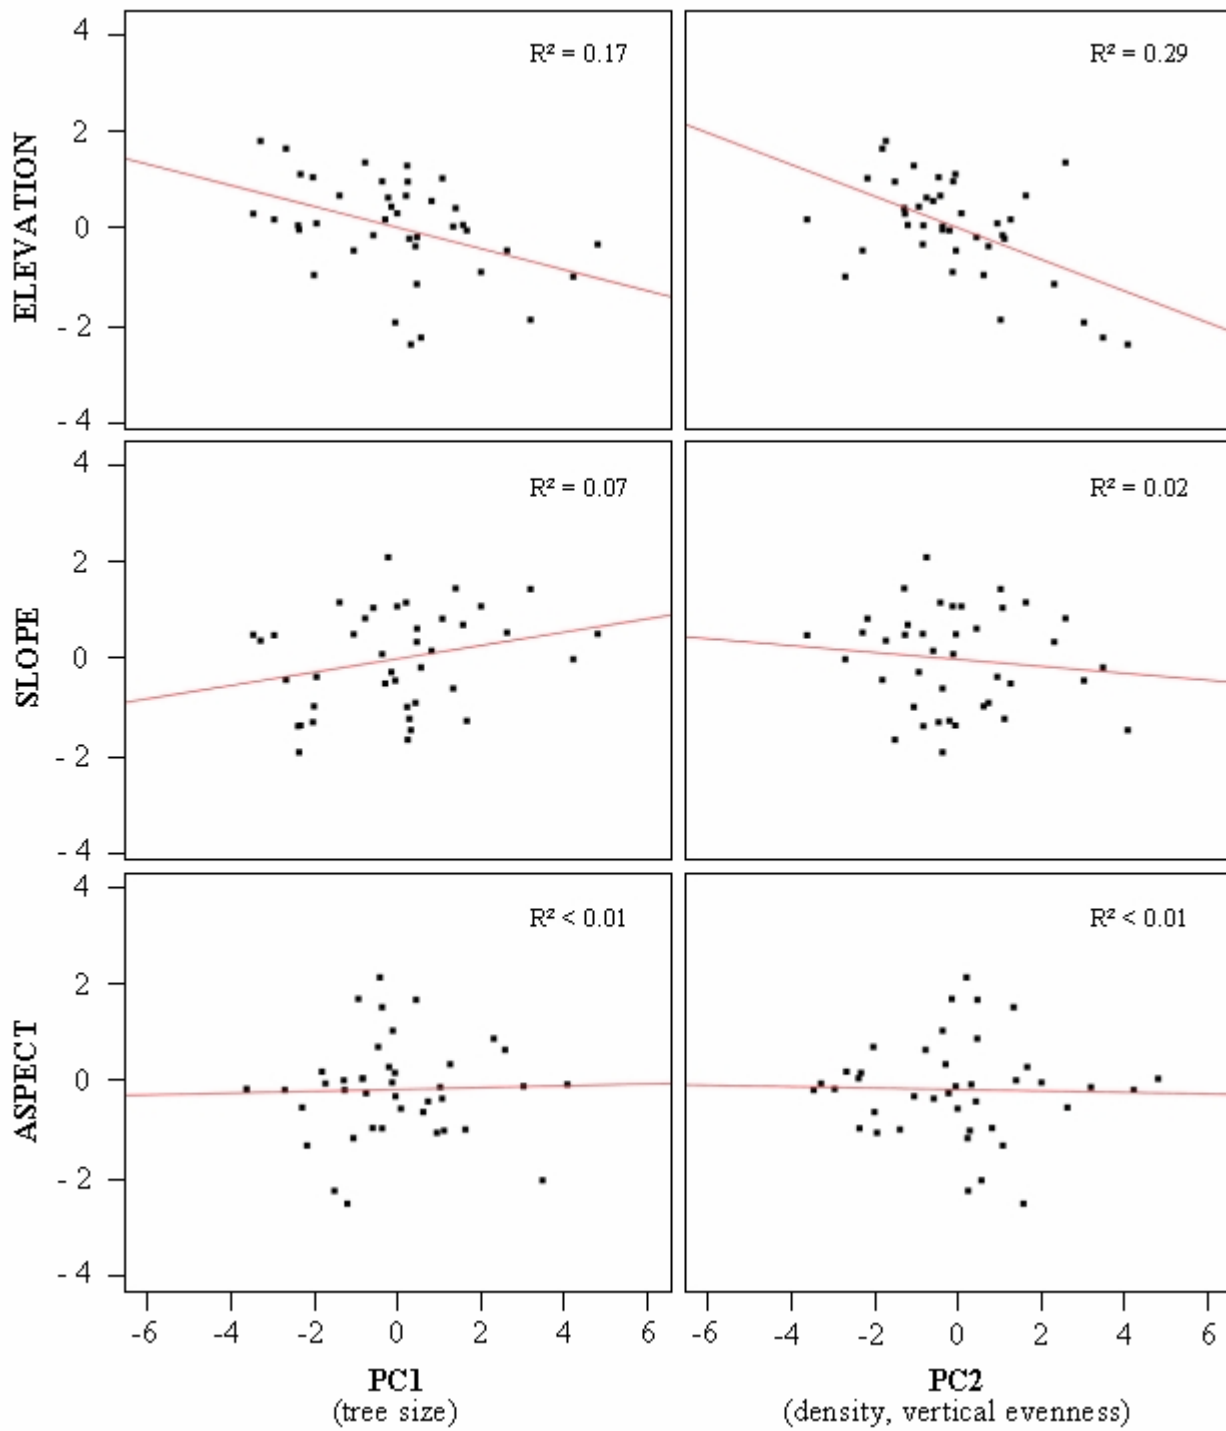 4
R² = 0.17
R² = 0.29
2
ELEVATION
0
- 2
- 4
4
R² = 0.07
R² = 0.02
2
SLOPE
0
- 2
- 4
4
R² < 0.01
R² < 0.01
2
ASPECT
0
- 2
- 4
-6 -4 -2 0 2 4 6 -6 -4 -2 0 2 4 6
PC1 PC2
(tree size) (density, vertical evenness)